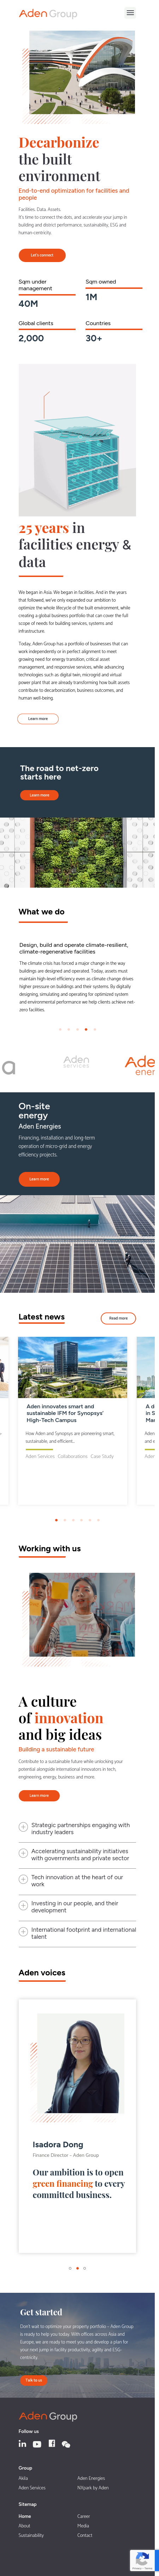 Aden Group
Decarbonize
the built
environment
End-to-end optimization for facilities and
people
Facilities. Data. Assets.
It's time to connect the dots, and accelerate your jump in
building and district performance, sustainability, ESG and
human-centricity.
Let's connect
Sqm under
management
40M
Sqm owned
1M
Global clients
2,000
Countries
30+
25 years in
facilities energy &
data
We began in Asia. We began in facilities. And in the years
that followed, we've only expanded our ambition: to
optimize the whole lifecycle of the built environment, while
creating a global business portfolio that can cover the full
scope of needs for building services, systems and
infrastructure.
Today, Aden Group has a portfolio of businesses that can
work independently or in perfect alignment to meet
growing need for energy transition, critical asset
management, and responsive services, while advancing
technologies such as digital twin, microgrid and virtual
power plant that are already transforming how built assets
contribute to decarbonization, business outcomes, and
human well-being.
Learn more
The road to net-zero
starts here
Learn more
What we do
Design, build and operate climate-resilient,
climate-regenerative facilities
The climate crisis has forced a major change in the way
buildings are designed and operated. Today, assets must
maintain high levels of efficiency even as climate change drives
higher pressures on buildings and their systems. By digitally
designing, simulating and operating for optimized system
performance and environmental performance we help clients achieve net-
zero facilities.
a
Aden
SERVICES
Ade
ener
On-site
energy
Aden Energies
Financing, installation and long-term
operation of micro-grid and energy
efficiency projects.
Learn more
Latest news
Read more
Aden innovates smart and
sustainable IFM for Synopsys'
High-Tech Campus
How Aden and Synopsys are pioneering smart,
sustainable, and efficient...
Aden Services Collaborations Case Study
A d
in S
Ma
Aden
and e
Aden
Working with us
A culture
of innovation
and big ideas
Building a sustainable future
Contribute to a sustainable future while unlocking your
potential alongside international innovators in tech,
engineering, energy, business and more.
Learn more
Strategic partnerships engaging with
industry leaders
Accelerating sustainability initiatives
with governments and private sector
Tech innovation at the heart of our
work
Investing in our people, and their
development
International footprint and international
talent
Aden voices
Isadora Dong
Finance Director - Aden Group
Our ambition is to open
green financing to every
committed business.
Get started
Don't wait to optimize your property portfolio - Aden Group
is ready to help you today. With offices across Asia and
Europe, we are ready to meet you and develop a plan for
your next jump in facility productivity, agility and ESG-
centricity.
Talk to us
Aden Group
Follow us
Group
Akila
Aden Energies
Aden Services
NXpark by Aden
Sitemap
Home
Career
About
Media
Sustainability
Contact
Privacy - Terms